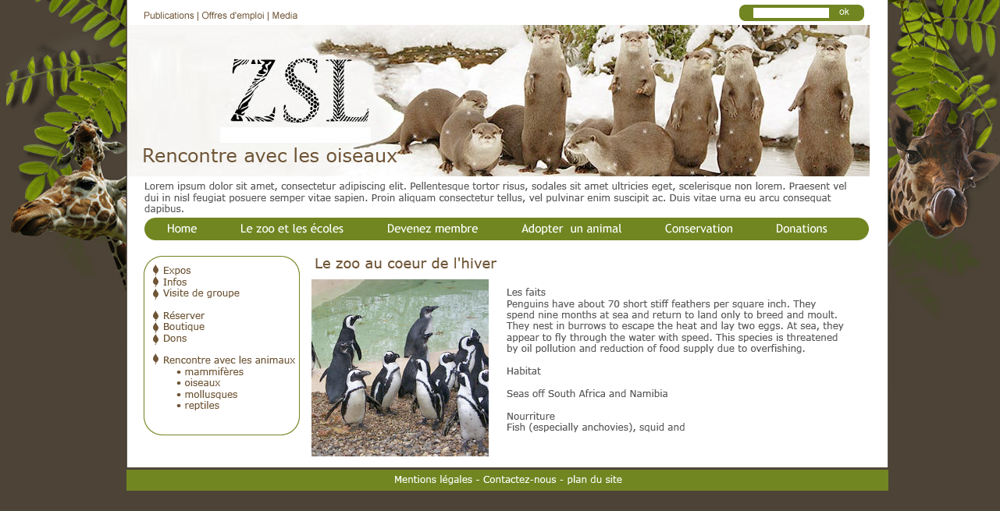 Publications | Offres d'emploi | Media
ok
ZSL
Rencontre avec les oiseaux
Lorem ipsum dolor sit amet, consectetur adipiscing elit. Pellentesque tortor risus, sodales sit amet ultricies eget, scelerisque non lorem. Praesent vel
dui in nisl feugiat posuere semper vitae sapien. Proin aliquam consectetur tellus, vel pulvinar enim suscipit ac. Duis vitae urna eu arcu consequat
dapibus.
Home Le zoo et les écoles Devenez membre Adopter un animal Conservation Donations
Expos
Infos
Visite de groupe
Réserver
Boutique
Dons
Rencontre avec les animaux
• mammifères
• oiseaux
• mollusques
• reptiles
Le zoo au coeur de l'hiver
Les faits
Penguins have about 70 short stiff feathers per square inch. They
spend nine months at sea and return to land only to breed and moult.
They nest in burrows to escape the heat and lay two eggs. At sea, they
appear to fly through the water with speed. This species is threatened
by oil pollution and reduction of food supply due to overfishing.
Habitat
Seas off South Africa and Namibia
Nourriture
Fish (especially anchovies), squid and
Mentions légales - Contactez-nous - plan du site